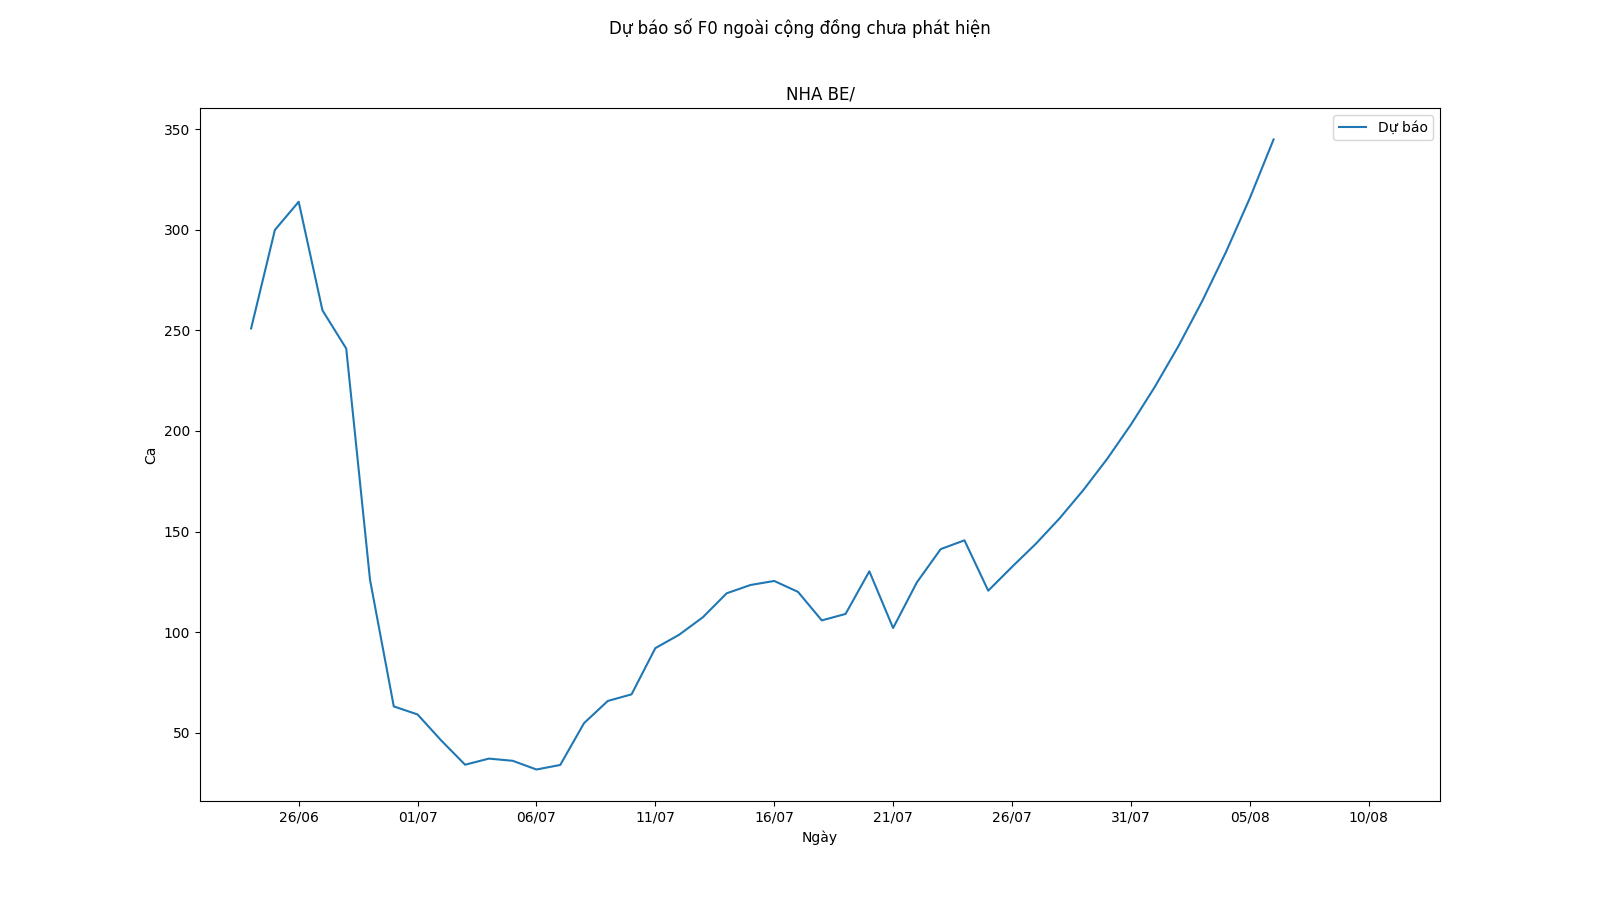 Dự báo số F0 ngoài cộng đồng chưa phát hiện
NHA BE/
Dự báo
350
300
250
200
150
100
50
Ca
26/06 01/07 06/07 11/07 16/07 21/07 26/07 31/07 05/08 10/08
Ngày